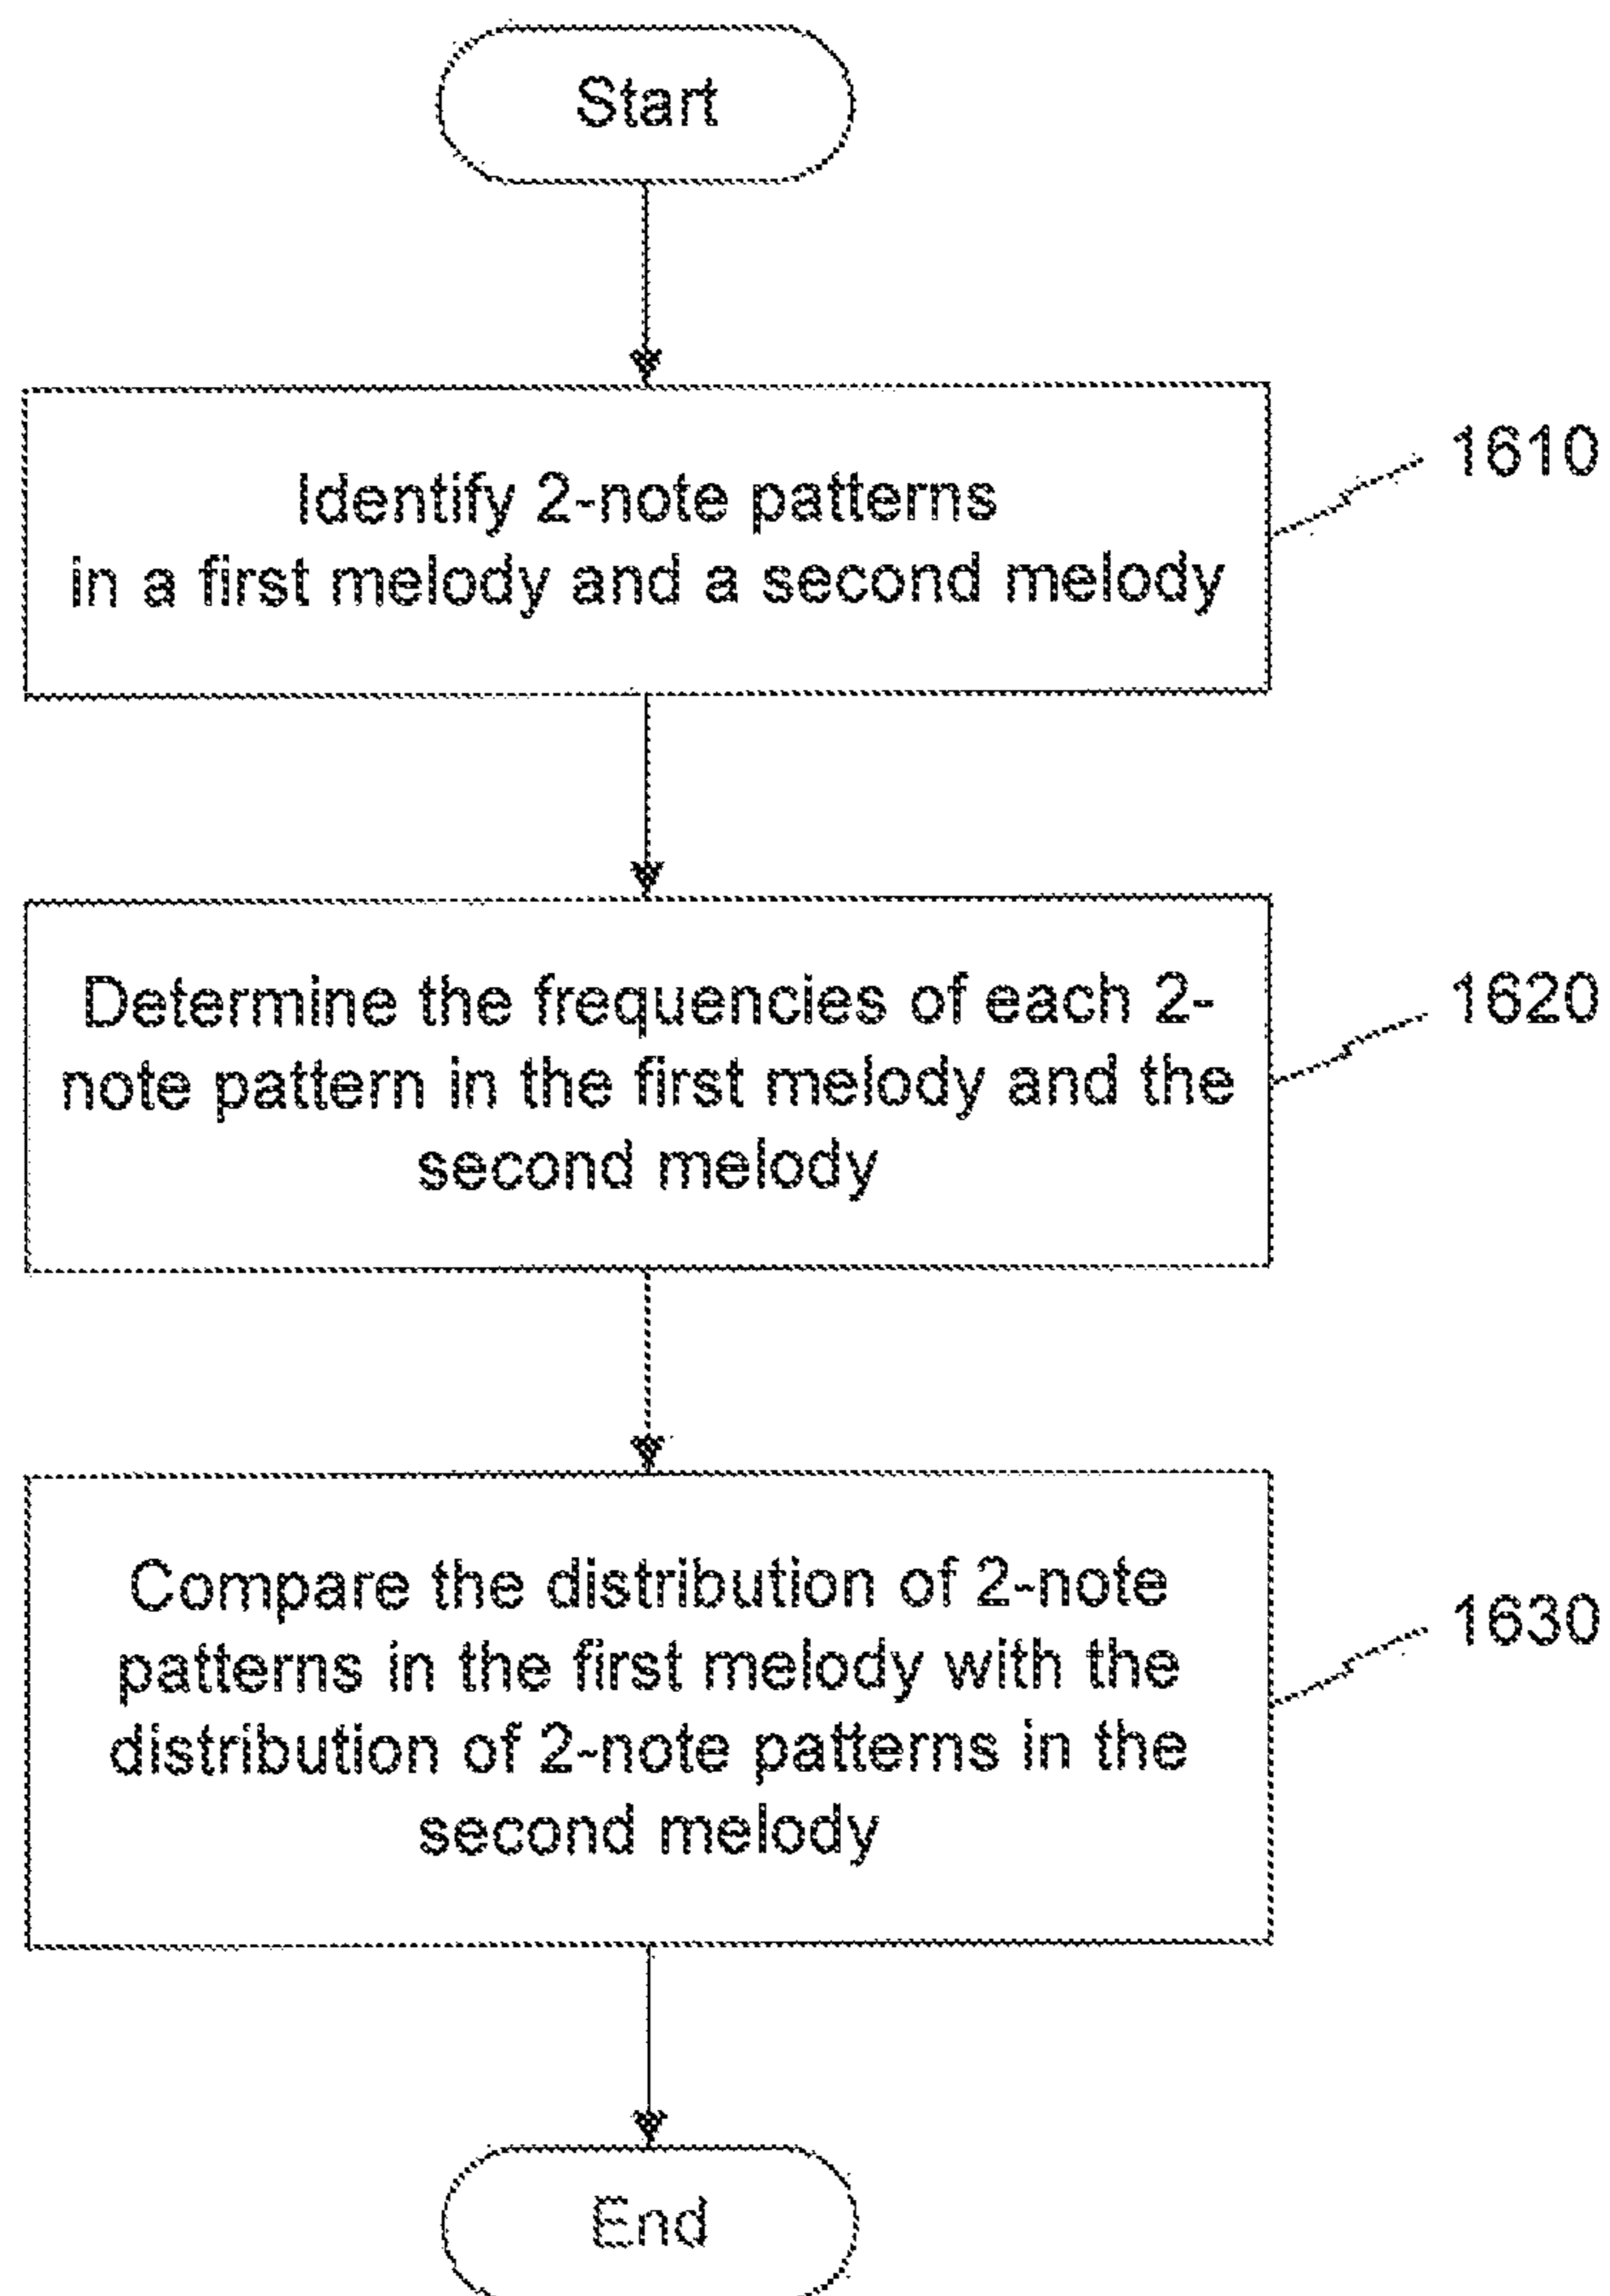 Start
Identify 2-note patterns
in a first melody and a second melody
1610
Determine the frequencies of each 2-
note pattern in the first melody and the
second melody
1620
Compare the distribution of 2-note
patterns in the first melody with the
distribution of 2-note patterns in the
second melody
1630
End